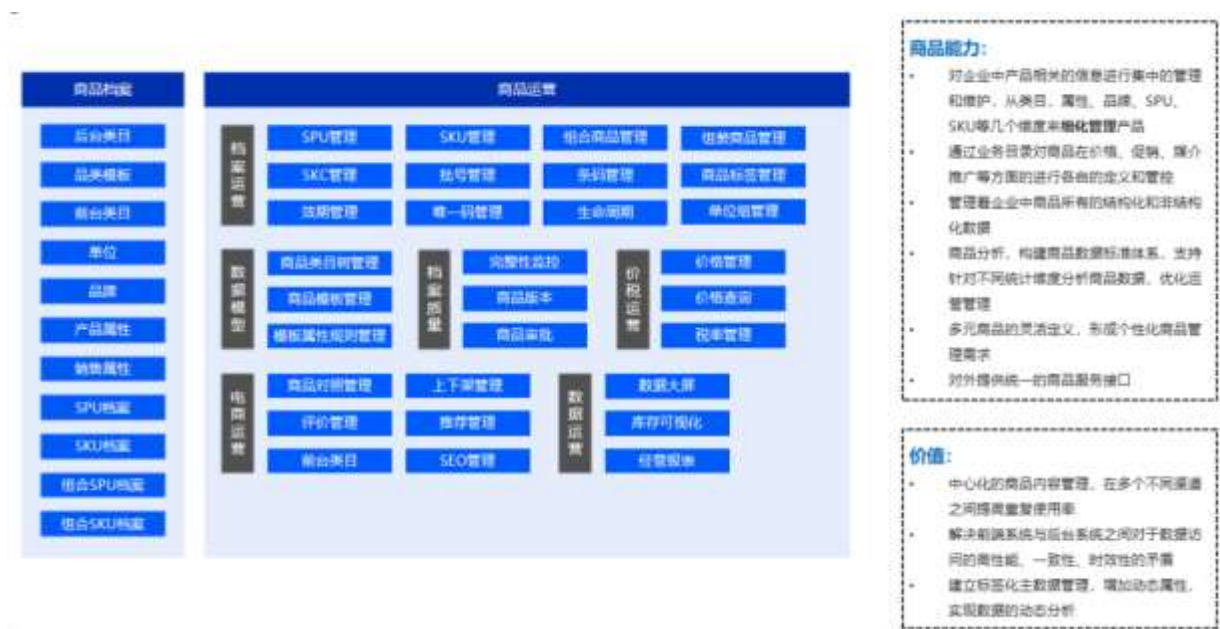 商品档案
后台类目
品类模板
前台类目
单位
品牌
产品属性
销售属性
SPU档案
SKU档案
组合SPU档案
组合SKU档案
商品运营
档案运营
SPU管理 SKU管理 组合商品管理 组装商品管理
SKC管理 批号管理 条码管理 商品标签管理
效期管理 唯一码管理 生命周期 单位组管理
数据模型
商品类目树管理
商品模板管理
模板属性规则管理
档案质量
完整性监控
商品版本
商品审批
价税运营
价格管理
价格查询
税率管理
电商运营
商品对照管理 上下架管理
评价管理 推荐管理
前台类目 SEO管理
数据运营
数据大屏
库存可视化
经营报表
商品能力：
• 对企业中产品相关的信息进行集中的管理
和维护，从类目、属性、品牌、SPU、
SKU等几个维度来细化管理产品
• 通过业务目录对商品在价格、促销、媒介
推广等方面的进行各自的定义和管控
• 管理着企业中商品所有的结构化和非结构
化数据
• 商品分析，构建商品数据标准体系，支持
针对不同统计维度分析商品数据，优化运
营管理
• 多元商品的灵活定义，形成个性化商品管
理需求
• 对外提供统一的商品服务接口
价值：
• 中心化的商品内容管理，在多个不同渠道
之间提高重复使用率
• 解决前端系统与后台系统之间对于数据访
问的高性能、一致性、时效性的矛盾
• 建立标签化主数据管理，增加动态属性，
实现数据的动态分析